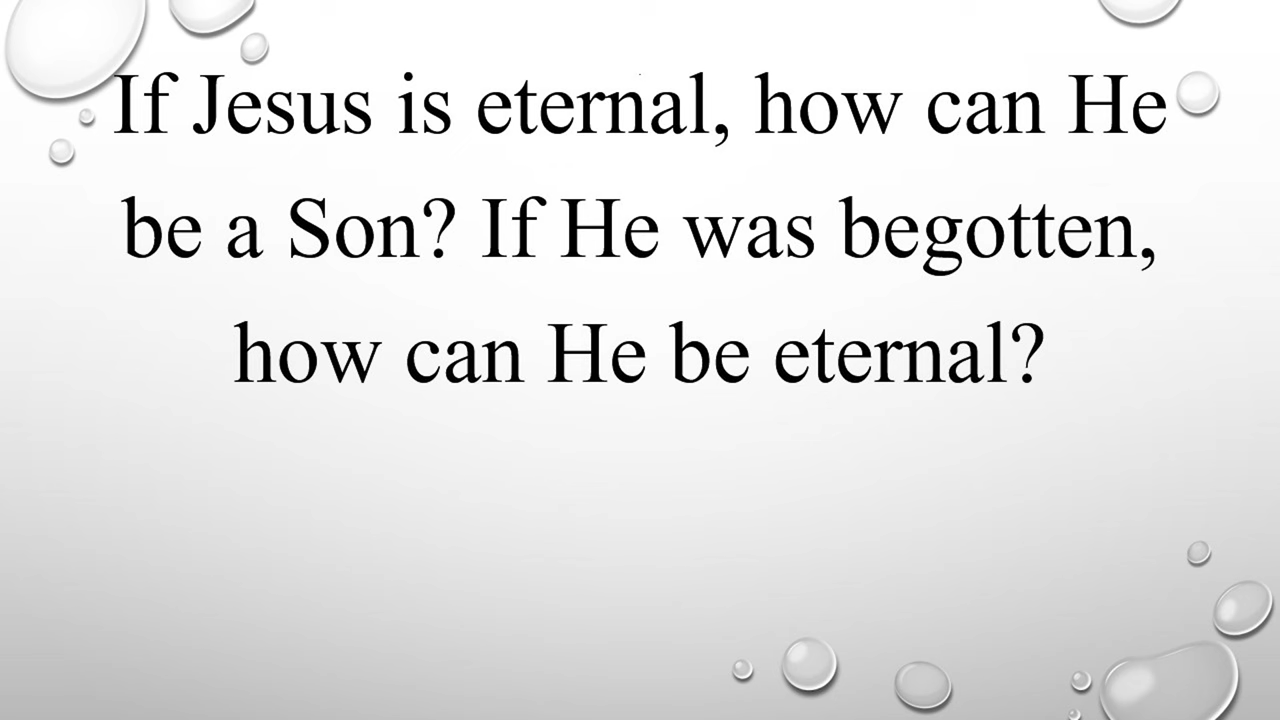 If Jesus is eternal, how can He
be a Son? If He was begotten,
how can He be eternal?